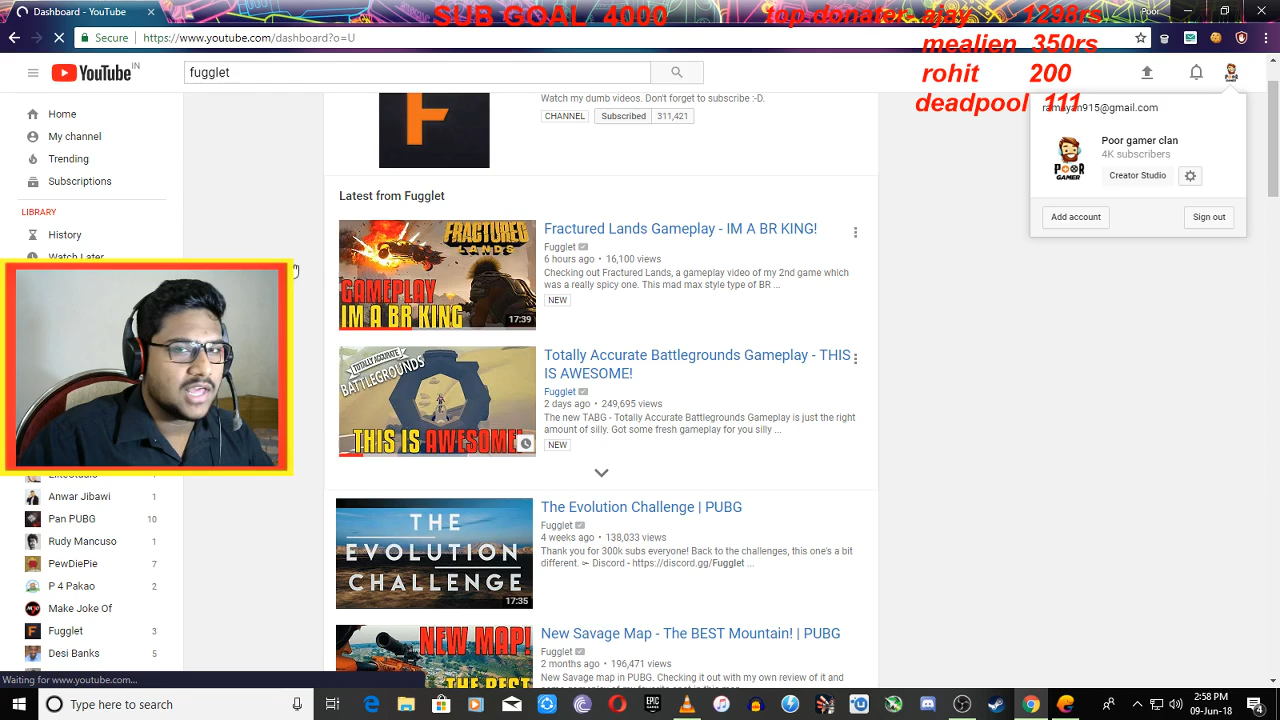 Dashboard - YouTube
SUB GOAL 4000
top donater- ajay 1298rs
Poor
Secure
https://www.youtube.com/dashboard?o=U
mealien 350rs
YouTube IN
fugglet
rohit 200
deadpool 111
ramayan915@gmail.com
Watch my dumb videos. Don't forget to subscribe :-D.
CHANNEL
Subscribed 311,421
Home
My channel
Trending
Subscriptions
LIBRARY
History
Watch Later
Poor gamer clan
4K subscribers
Creator Studio
Add account
Sign out
POOR
GAMER
Latest from Fugglet
FRACTURED
LANDS
GAMEPLAY
IM A BR KING
17:39
Fractured Lands Gameplay - IM A BR KING!
Fugglet
6 hours ago • 16,100 views
Checking out Fractured Lands, a gameplay video of my 2nd game which
was a really spicy one. This mad max style type of BR ...
NEW
TOTALLY ACCURATE
BATTLEGROUNDS
THIS IS AWESOME!
Totally Accurate Battlegrounds Gameplay - THIS
IS AWESOME!
Fugglet
2 days ago • 249,695 views
The new TABG - Totally Accurate Battlegrounds Gameplay is just the right
amount of silly. Got some fresh gameplay for you silly ...
NEW
Anwar Jibawi 1
Pan PUBG 10
Rudy Mancuso 1
PewDiePie 7
P 4 Pakao 2
Make Joke Of
Fugglet 3
Desi Banks 5
THE
EVOLUTION
CHALLENGE
17:35
The Evolution Challenge | PUBG
Fugglet
4 weeks ago • 138,033 views
Thank you for 300k subs everyone! Back to the challenges, this one's a bit
different. ➣ Discord - https://discord.gg/Fugglet ...
NEW MAP!
THE BEST
New Savage Map - The BEST Mountain! | PUBG
Fugglet
2 months ago • 196,471 views
New Savage map in PUBG. Checking it out with my own review of it and
Waiting for www.youtube.com...
Type here to search
EPIC
GAMES
2:58 PM
09-Jun-18